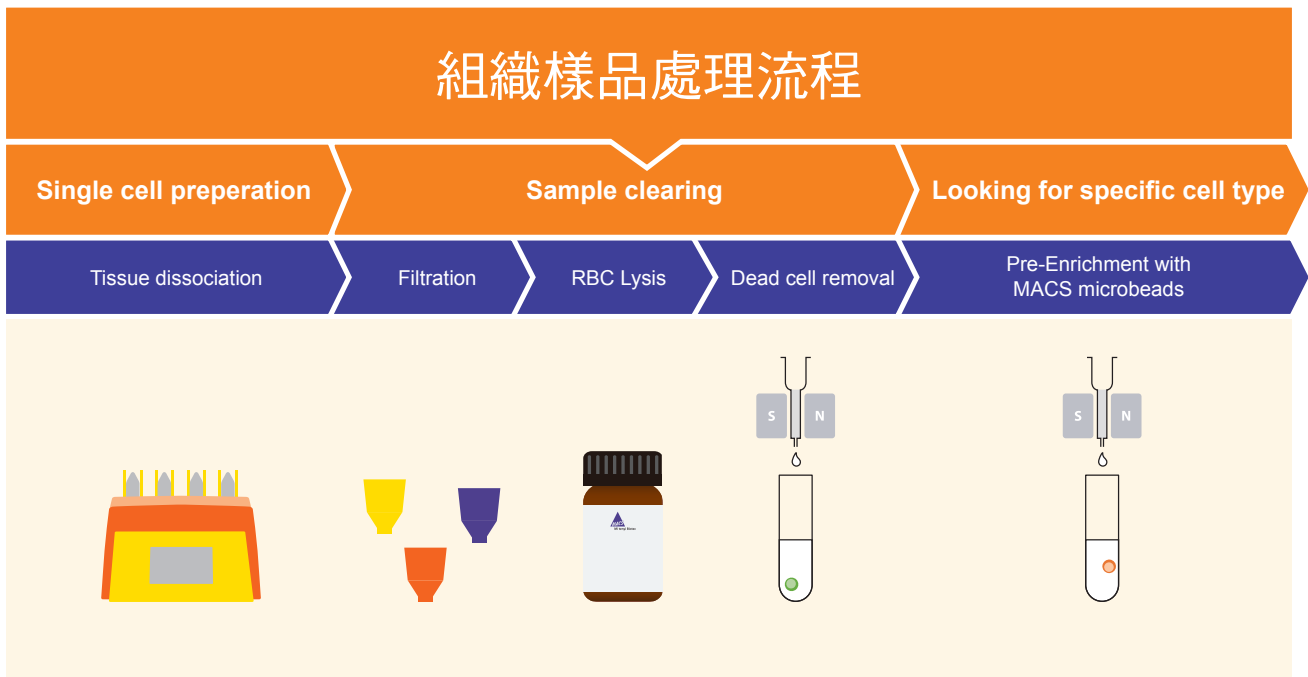 組織樣品處理流程
Single cell preperation
Sample clearing
Looking for specific cell type
Tissue dissociation
Filtration
RBC Lysis
Dead cell removal
Pre-Enrichment with
MACS microbeads
S
N
S
N